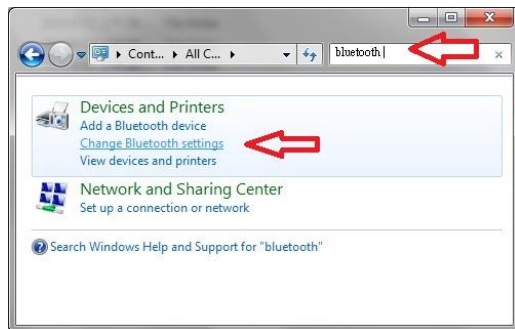 Cont... ▸ All C... ▸
bluetooth
Devices and Printers
Add a Bluetooth device
Change Bluetooth settings
View devices and printers
Network and Sharing Center
Set up a connection or network
Search Windows Help and Support for "bluetooth"